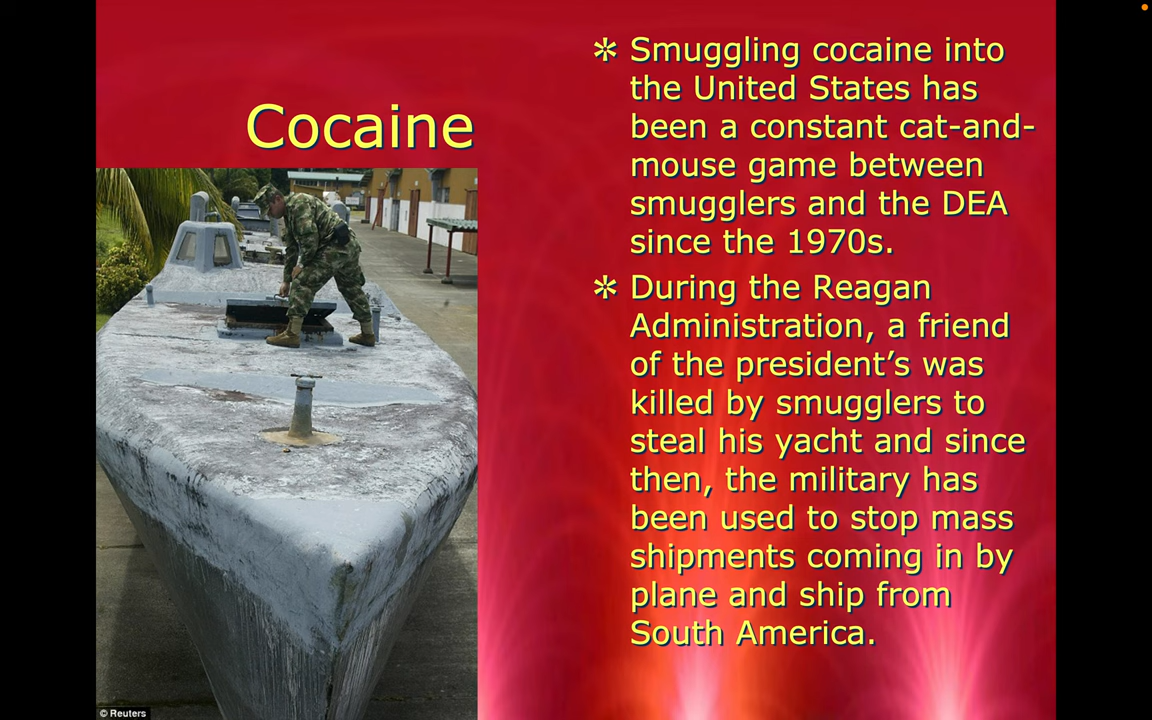 Cocaine
✲ Smuggling cocaine into
the United States has
been a constant cat-and-
mouse game between
smugglers and the DEA
since the 1970s.
✲ During the Reagan
Administration, a friend
of the president’s was
killed by smugglers to
steal his yacht and since
then, the military has
been used to stop mass
shipments coming in by
plane and ship from
South America.
© Reuters